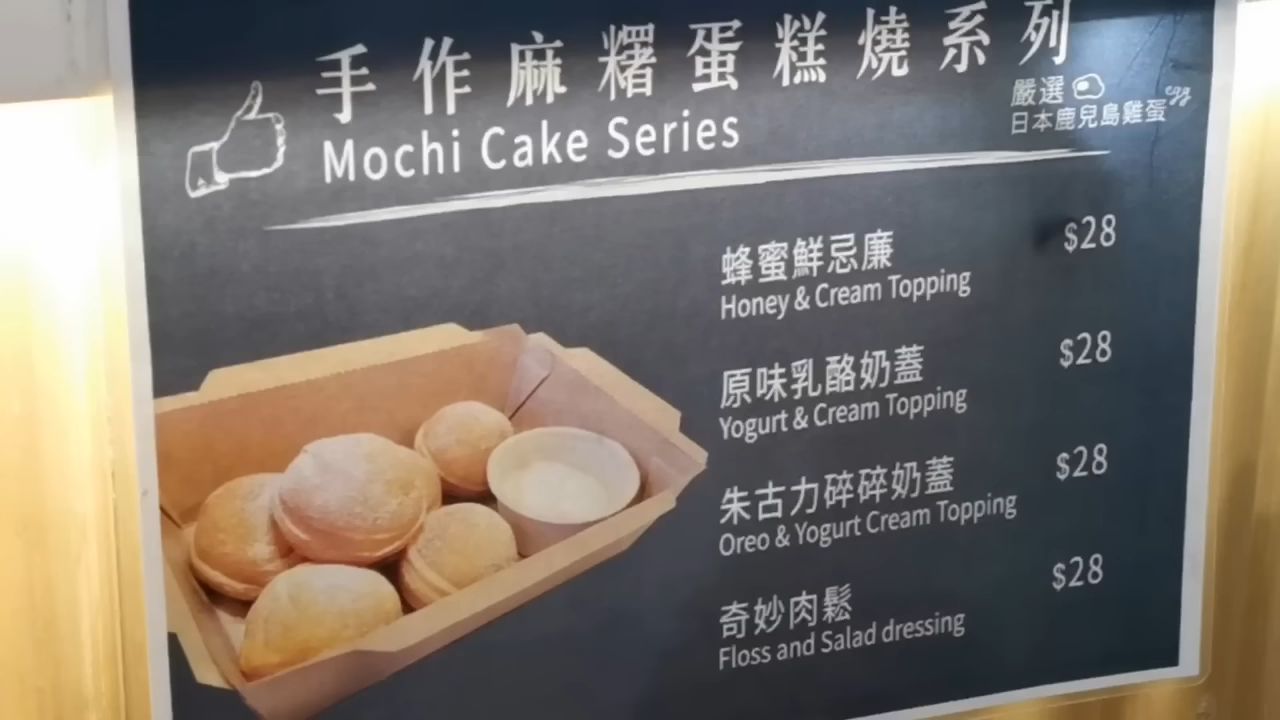 手作麻糬蛋糕燒系列
Mochi Cake Series
嚴選
日本鹿兒島雞蛋egg
蜂蜜鮮忌廉 $28
Honey & Cream Topping
原味乳酪奶蓋 $28
Yogurt & Cream Topping
朱古力碎碎奶蓋 $28
Oreo & Yogurt Cream Topping
奇妙肉鬆 $28
Floss and Salad dressing